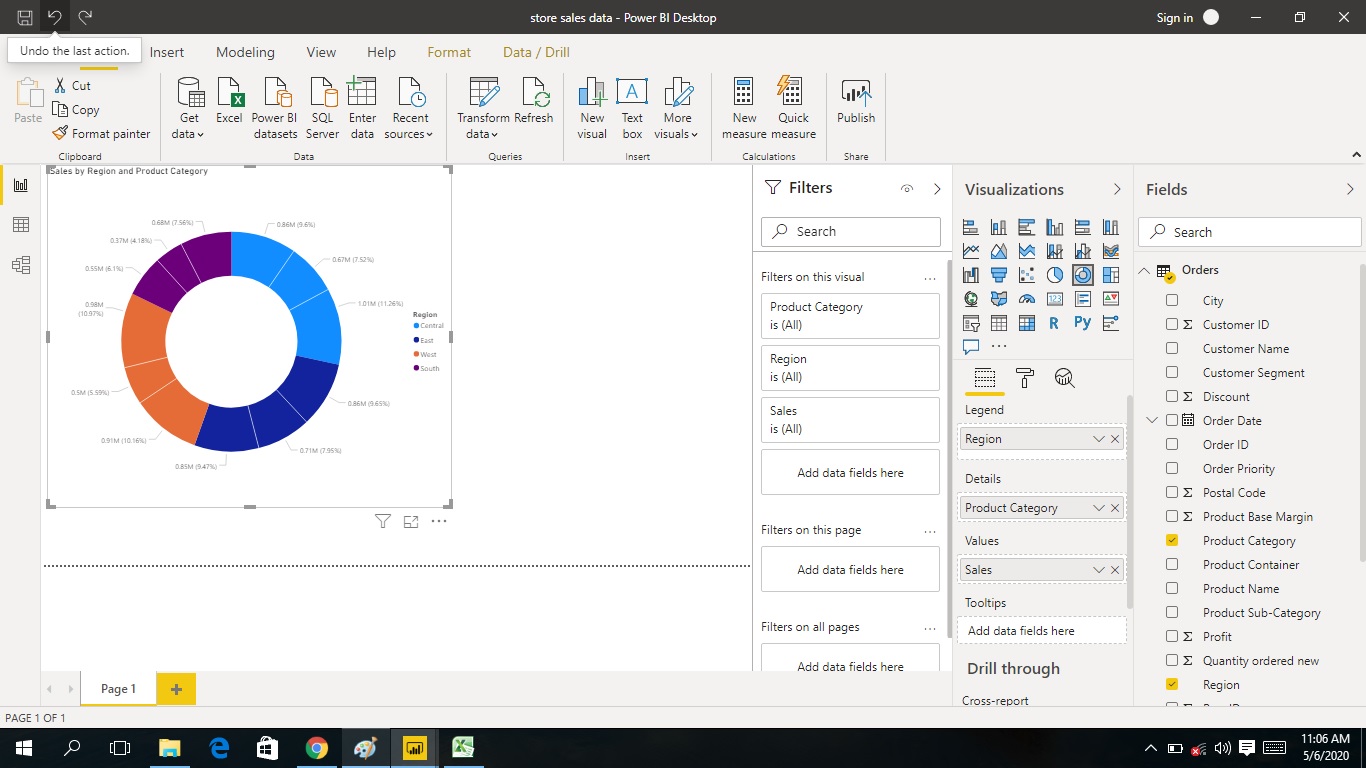 store sales data - Power BI Desktop
Sign in
Undo the last action.
Insert
Modeling
View
Help
Format
Data / Drill
Paste
Cut
Copy
Format painter
Clipboard
Get data
Excel
Power BI datasets
SQL Server
Enter data
Recent sources
Data
Transform data
Refresh
Queries
New visual
Text box
More visuals
Insert
New measure
Quick measure
Calculations
Publish
Share
Sales by Region and Product Category
0.86M (9.6%)
0.67M (7.52%)
1.01M (11.26%)
0.86M (9.65%)
0.71M (7.95%)
0.85M (9.47%)
0.91M (10.16%)
0.5M (5.59%)
0.98M
(10.97%)
0.55M (6.1%)
0.37M (4.18%)
0.68M (7.56%)
Region
Central
East
West
South
Filters
Search
Filters on this visual
Product Category
is (All)
Region
is (All)
Sales
is (All)
Add data fields here
Filters on this page
Add data fields here
Filters on all pages
Add data fields here
Visualizations
R
Py
123
Legend
Region
Details
Product Category
Values
Sales
Tooltips
Add data fields here
Drill through
Cross-report
Fields
Search
Orders
City
Customer ID
Customer Name
Customer Segment
Discount
Order Date
Order ID
Order Priority
Postal Code
Product Base Margin
Product Category
Product Container
Product Name
Product Sub-Category
Profit
Quantity ordered new
Region
Page 1
PAGE 1 OF 1
11:06 AM
5/6/2020